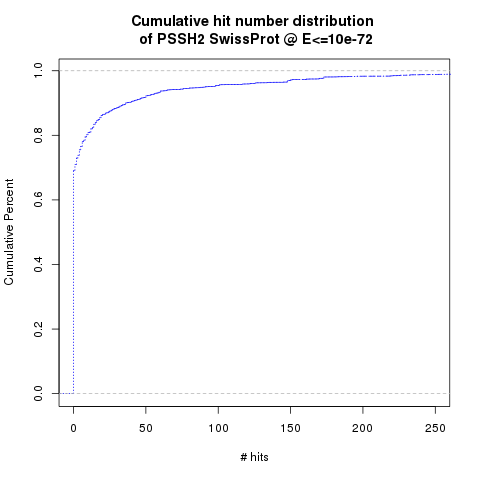 Cumulative hit number distribution
of PSSH2 SwissProt @ E<=10e-72
1.0
0.8
0.6
0.4
0.2
0.0
Cumulative Percent
0 50 100 150 200 250
# hits